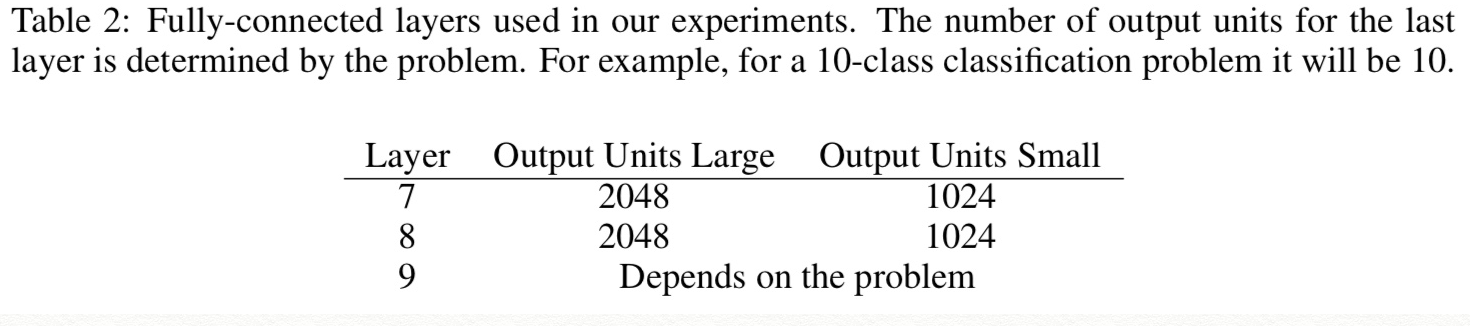 Table 2: Fully-connected layers used in our experiments. The number of output units for the last
layer is determined by the problem. For example, for a 10-class classification problem it will be 10.
Layer Output Units Large Output Units Small
7 2048 1024
8 2048 1024
9 Depends on the problem